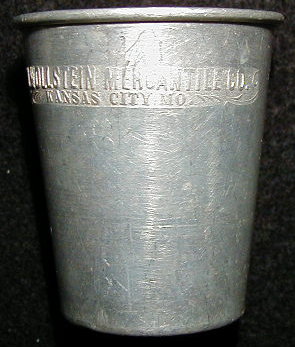 WOLLSTEIN MERCANTILE CO.
KANSAS CITY MO.